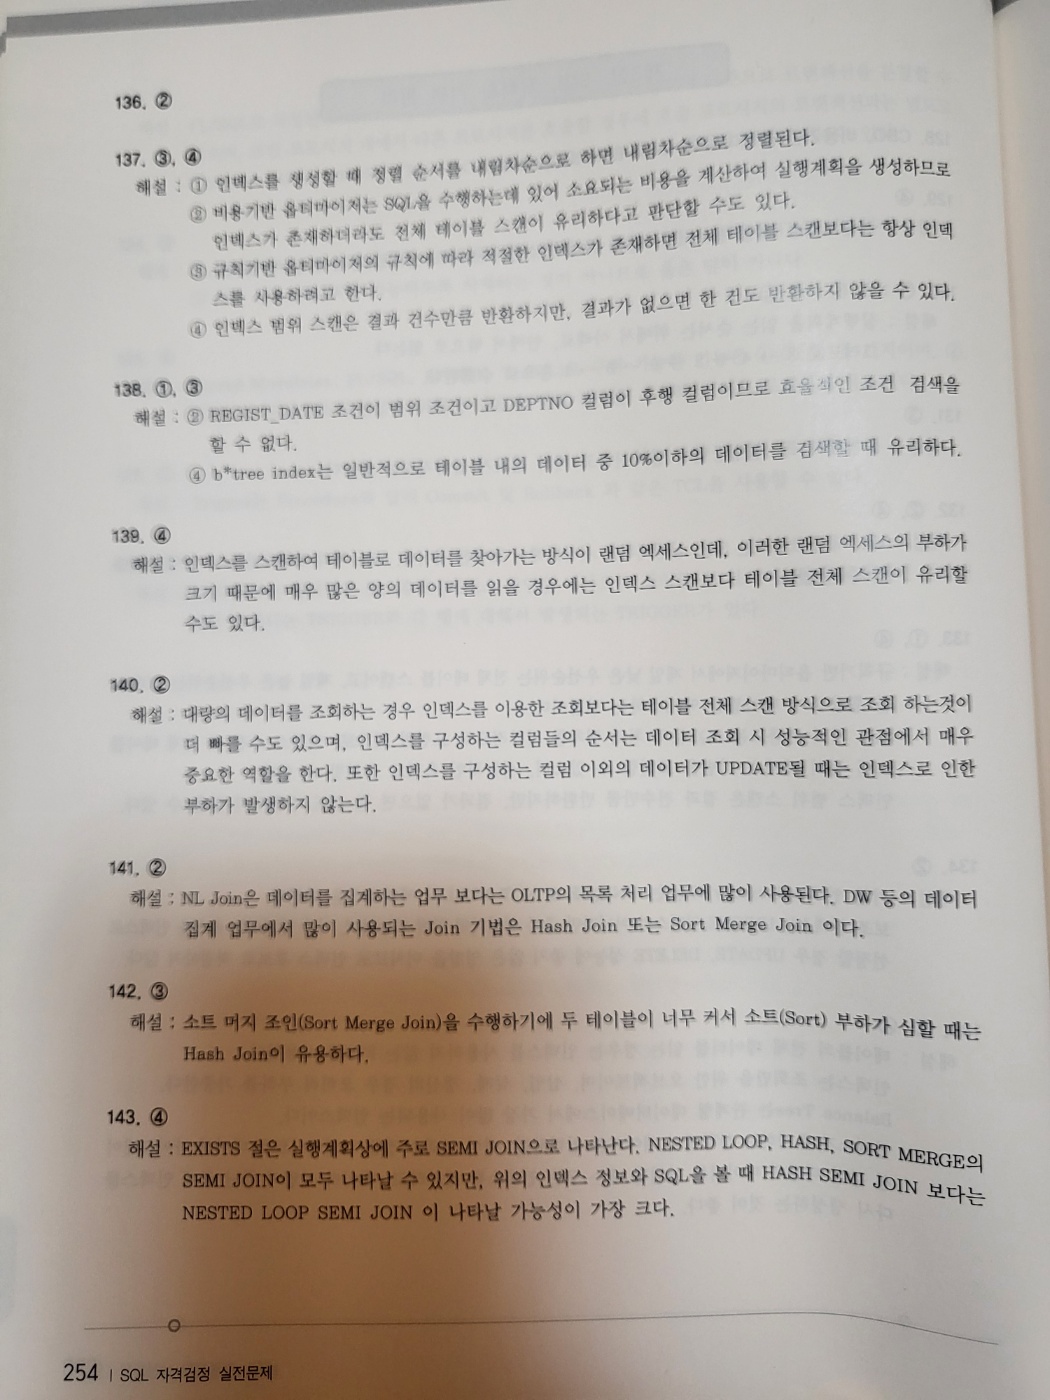 136. ②
137. ③, ④
해설 : ① 인덱스를 생성할 때 정렬 순서를 내림차순으로 하면 내림차순으로 정렬된다.
② 비용기반 옵티마이저는 SQL을 수행하는데 있어 소요되는 비용을 계산하여 실행계획을 생성하므로
인덱스가 존재하더라도 전체 테이블 스캔이 유리하다고 판단할 수도 있다.
③ 규칙기반 옵티마이저의 규칙에 따라 적절한 인덱스가 존재하면 전체 테이블 스캔보다는 항상 인덱
스를 사용하려고 한다.
④ 인덱스 범위 스캔은 결과 건수만큼 반환하지만, 결과가 없으면 한 건도 반환하지 않을 수 있다.
138. ①, ③
해설 : ② REGIST_DATE 조건이 범위 조건이고 DEPTNO 컬럼이 후행 컬럼이므로 효율적인 조건 검색을
할 수 없다.
④ b*tree index는 일반적으로 테이블 내의 데이터 중 10%이하의 데이터를 검색할 때 유리하다.
139. ④
해설 : 인덱스를 스캔하여 테이블로 데이터를 찾아가는 방식이 랜덤 엑세스인데, 이러한 랜덤 엑세스의 부하가
크기 때문에 매우 많은 양의 데이터를 읽을 경우에는 인덱스 스캔보다 테이블 전체 스캔이 유리할
수도 있다.
140. ②
해설 : 대량의 데이터를 조회하는 경우 인덱스를 이용한 조회보다는 테이블 전체 스캔 방식으로 조회 하는것이
더 빠를 수도 있으며, 인덱스를 구성하는 컬럼들의 순서는 데이터 조회 시 성능적인 관점에서 매우
중요한 역할을 한다. 또한 인덱스를 구성하는 컬럼 이외의 데이터가 UPDATE될 때는 인덱스로 인한
부하가 발생하지 않는다.
141. ②
해설 : NL Join은 데이터를 집계하는 업무 보다는 OLTP의 목록 처리 업무에 많이 사용된다. DW 등의 데이터
집계 업무에서 많이 사용되는 Join 기법은 Hash Join 또는 Sort Merge Join 이다.
142. ③
해설 : 소트 머지 조인(Sort Merge Join)을 수행하기에 두 테이블이 너무 커서 소트(Sort) 부하가 심할 때는
Hash Join이 유용하다.
143. ④
해설 : EXISTS 절은 실행계획상에 주로 SEMI JOIN으로 나타난다. NESTED LOOP, HASH, SORT MERGE의
SEMI JOIN이 모두 나타날 수 있지만, 위의 인덱스 정보와 SQL을 볼 때 HASH SEMI JOIN 보다는
NESTED LOOP SEMI JOIN 이 나타날 가능성이 가장 크다.
254 | SQL 자격검정 실전문제